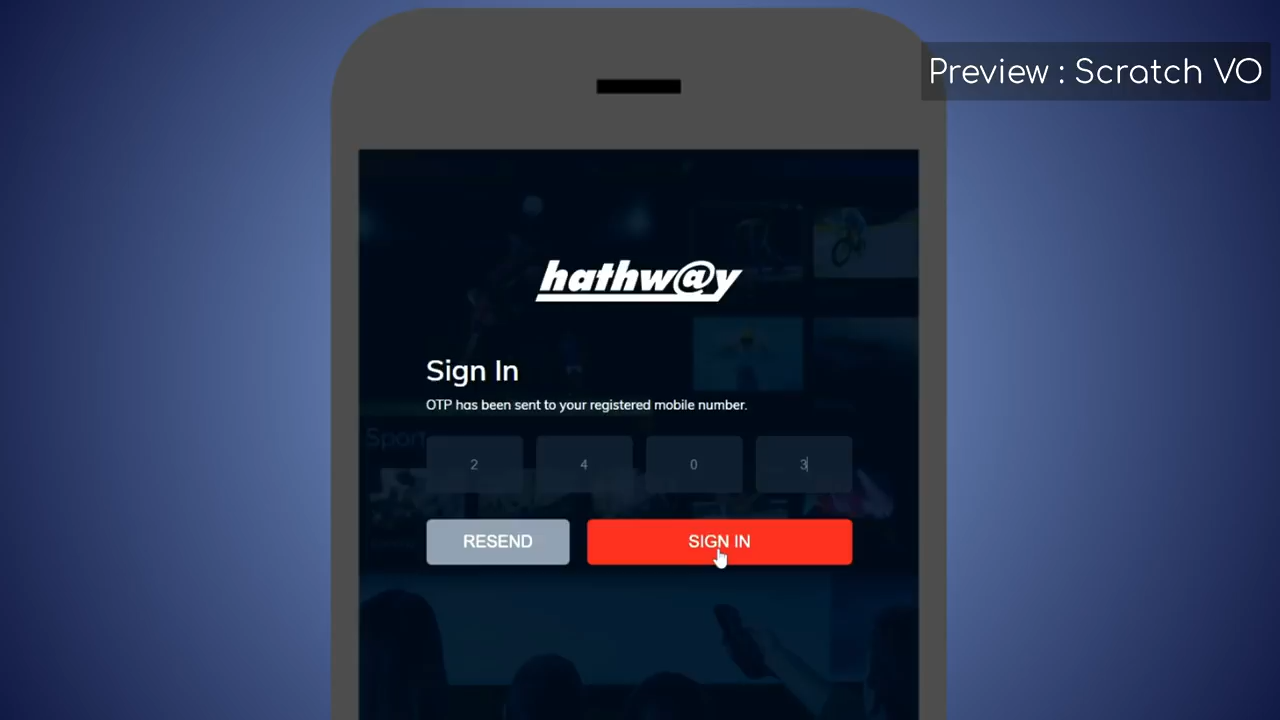 Preview : Scratch VO
hathw@y
Sign In
OTP has been sent to your registered mobile number.
Sport
2 4 0 3
RESEND SIGN IN